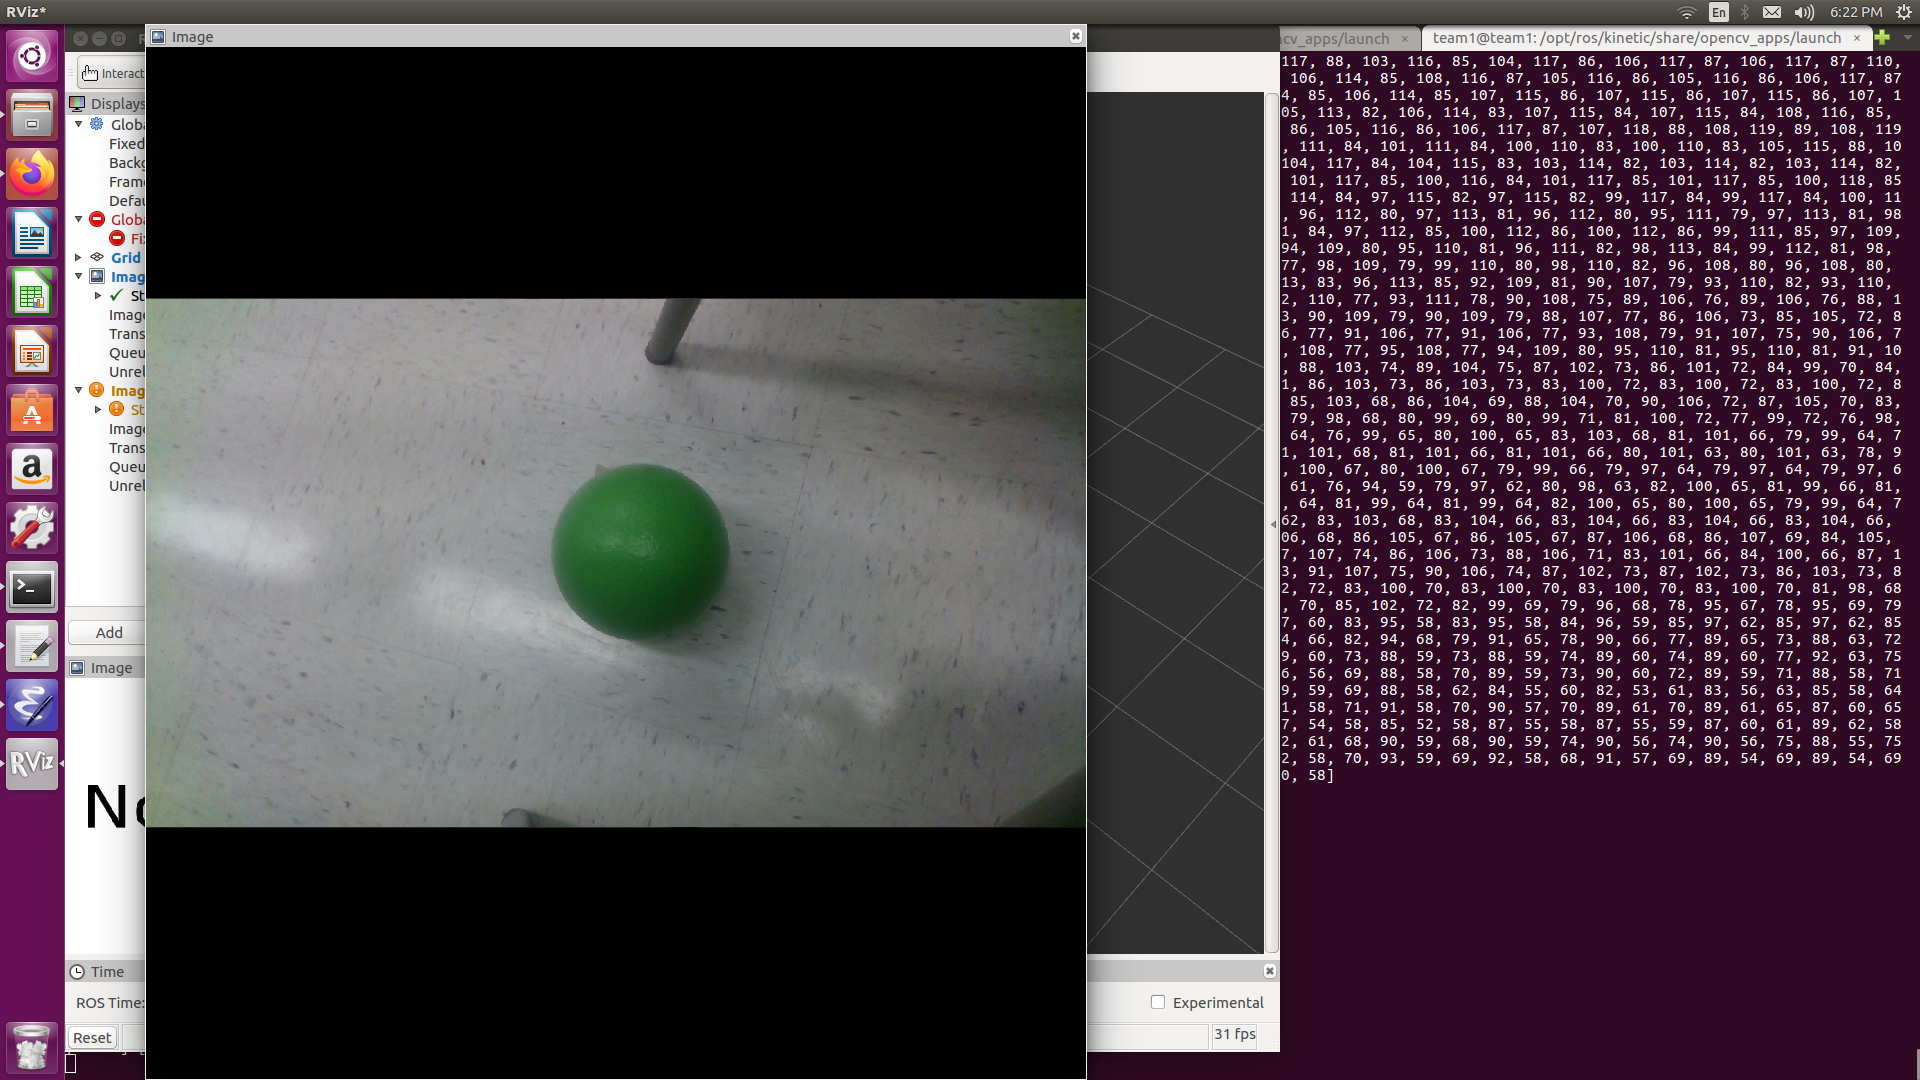 RViz*
En
6:22 PM
Image
cv_apps/launch
team1@team1: /opt/ros/kinetic/share/opencv_apps/launch
Interact
Displays
Globa
Fixed
Backg
Frame
Defau
Globa
Fix
Grid
Imag
St
Imag
Trans
Queu
Unrel
Imag
St
Imag
Trans
Queu
Unrel
Add
Image
No
Time
ROS Time:
Experimental
Reset
31 fps
RViz
117, 88, 103, 116, 85, 104, 117, 86, 106, 117, 87, 106, 117, 87, 110,
106, 114, 85, 108, 116, 87, 105, 116, 86, 105, 116, 86, 106, 117, 87
4, 85, 106, 114, 85, 107, 115, 86, 107, 115, 86, 107, 115, 86, 107, 1
05, 113, 82, 106, 114, 83, 107, 115, 84, 107, 115, 84, 108, 116, 85,
86, 105, 116, 86, 106, 117, 87, 107, 118, 88, 108, 119, 89, 108, 119
, 111, 84, 101, 111, 84, 100, 110, 83, 100, 110, 83, 105, 115, 88, 10
104, 117, 84, 104, 115, 83, 103, 114, 82, 103, 114, 82, 103, 114, 82,
101, 117, 85, 100, 116, 84, 101, 117, 85, 101, 117, 85, 100, 118, 85
114, 84, 97, 115, 82, 97, 115, 82, 99, 117, 84, 99, 117, 84, 100, 11
, 96, 112, 80, 97, 113, 81, 96, 112, 80, 95, 111, 79, 97, 113, 81, 98
1, 84, 97, 112, 85, 100, 112, 86, 100, 112, 86, 99, 111, 85, 97, 109,
94, 109, 80, 95, 110, 81, 96, 111, 82, 98, 113, 84, 99, 112, 81, 98,
77, 98, 109, 79, 99, 110, 80, 98, 110, 82, 96, 108, 80, 96, 108, 80,
13, 83, 96, 113, 85, 92, 109, 81, 90, 107, 79, 93, 110, 82, 93, 110,
2, 110, 77, 93, 111, 78, 90, 108, 75, 89, 106, 76, 89, 106, 76, 88, 1
3, 90, 109, 79, 90, 109, 79, 88, 107, 77, 86, 106, 73, 85, 105, 72, 8
6, 77, 91, 106, 77, 91, 106, 77, 93, 108, 79, 91, 107, 75, 90, 106, 7
, 108, 77, 95, 108, 77, 94, 109, 80, 95, 110, 81, 95, 110, 81, 91, 10
88, 103, 74, 89, 104, 75, 87, 102, 73, 86, 101, 72, 84, 99, 70, 84,
1, 86, 103, 73, 86, 103, 73, 83, 100, 72, 83, 100, 72, 83, 100, 72, 8
85, 103, 68, 86, 104, 69, 88, 104, 70, 90, 106, 72, 87, 105, 70, 83,
79, 98, 68, 80, 99, 69, 80, 99, 71, 81, 100, 72, 77, 99, 72, 76, 98,
64, 76, 99, 65, 80, 100, 65, 83, 103, 68, 81, 101, 66, 79, 99, 64, 7
1, 101, 68, 81, 101, 66, 81, 101, 66, 80, 101, 63, 80, 101, 63, 78, 9
, 100, 67, 80, 100, 67, 79, 99, 66, 79, 97, 64, 79, 97, 64, 79, 97, 6
61, 76, 94, 59, 79, 97, 62, 80, 98, 63, 82, 100, 65, 81, 99, 66, 81,
, 64, 81, 99, 64, 81, 99, 64, 82, 100, 65, 80, 100, 65, 79, 99, 64, 7
62, 83, 103, 68, 83, 104, 66, 83, 104, 66, 83, 104, 66, 83, 104, 66,
06, 68, 86, 105, 67, 86, 105, 67, 87, 106, 68, 86, 107, 69, 84, 105,
7, 107, 74, 86, 106, 73, 88, 106, 71, 83, 101, 66, 84, 100, 66, 87, 1
3, 91, 107, 75, 90, 106, 74, 87, 102, 73, 87, 102, 73, 86, 103, 73, 8
2, 72, 83, 100, 70, 83, 100, 70, 83, 100, 70, 83, 100, 70, 81, 98, 68
, 70, 85, 102, 72, 82, 99, 69, 79, 96, 68, 78, 95, 67, 78, 95, 69, 79
7, 60, 83, 95, 58, 83, 95, 58, 84, 96, 59, 85, 97, 62, 85, 97, 62, 85
4, 66, 82, 94, 68, 79, 91, 65, 78, 90, 66, 77, 89, 65, 73, 88, 63, 72
9, 60, 73, 88, 59, 73, 88, 59, 74, 89, 60, 74, 89, 60, 77, 92, 63, 75
6, 56, 69, 88, 58, 70, 89, 59, 73, 90, 60, 72, 89, 59, 71, 88, 58, 71
9, 59, 69, 88, 58, 62, 84, 55, 60, 82, 53, 61, 83, 56, 63, 85, 58, 64
1, 58, 71, 91, 58, 70, 90, 57, 70, 89, 61, 70, 89, 61, 65, 87, 60, 65
7, 54, 58, 85, 52, 58, 87, 55, 58, 87, 55, 59, 87, 60, 61, 89, 62, 58
2, 61, 68, 90, 59, 68, 90, 59, 74, 90, 56, 74, 90, 56, 75, 88, 55, 75
2, 58, 70, 93, 59, 69, 92, 58, 68, 91, 57, 69, 89, 54, 69, 89, 54, 69
0, 58]